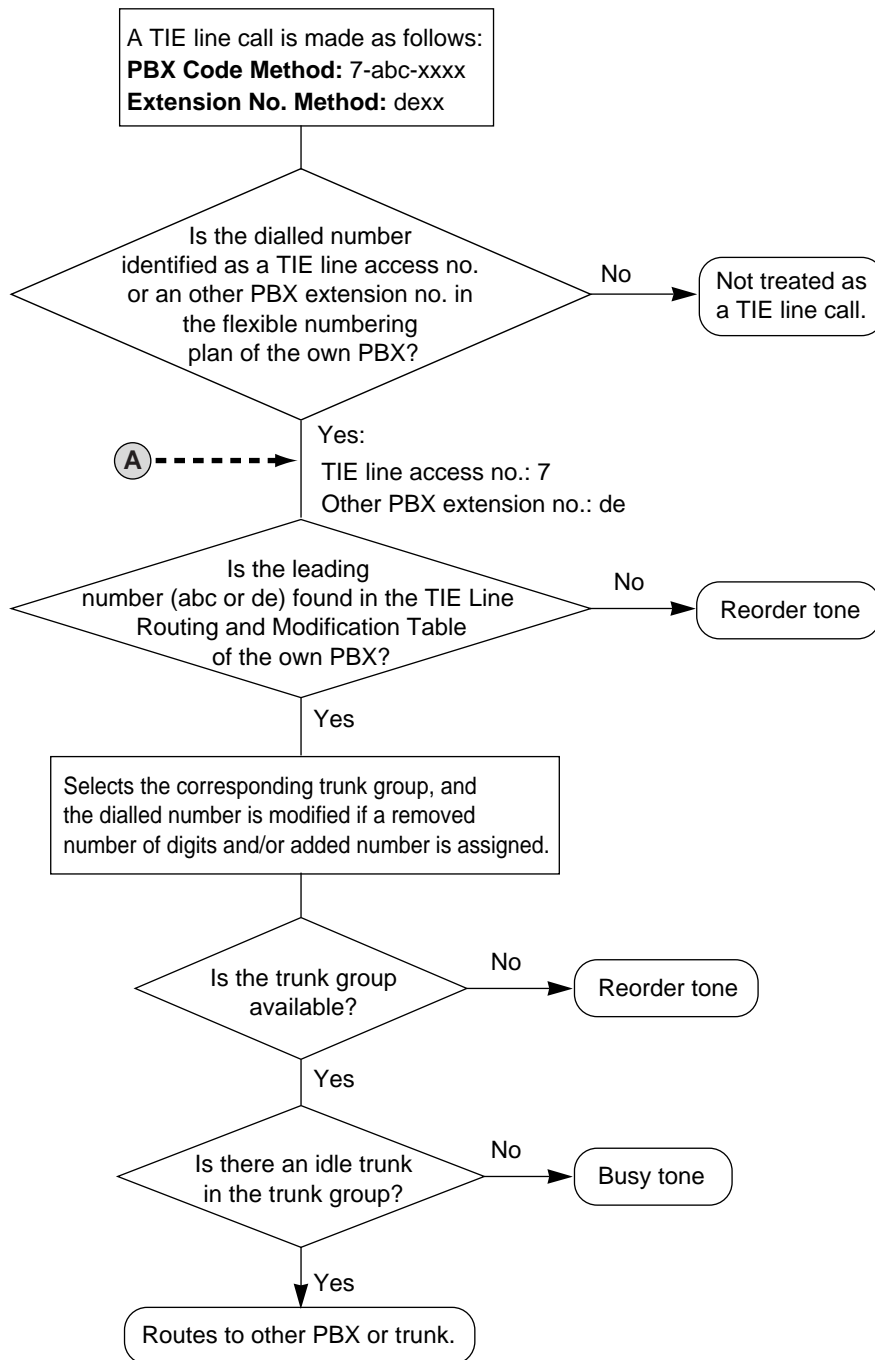 A TIE line call is made as follows:
PBX Code Method: 7-abc-xxxx
Extension No. Method: dexx
Is the dialled number
identified as a TIE line access no.
or an other PBX extension no. in
the flexible numbering
plan of the own PBX?
No
Not treated as
a TIE line call.
A
Yes:
TIE line access no.: 7
Other PBX extension no.: de
Is the leading
number (abc or de) found in the TIE Line
Routing and Modification Table
of the own PBX?
No
Reorder tone
Yes
Selects the corresponding trunk group, and
the dialled number is modified if a removed
number of digits and/or added number is assigned.
Is the trunk group
available?
No
Reorder tone
Yes
Is there an idle trunk
in the trunk group?
No
Busy tone
Yes
Routes to other PBX or trunk.